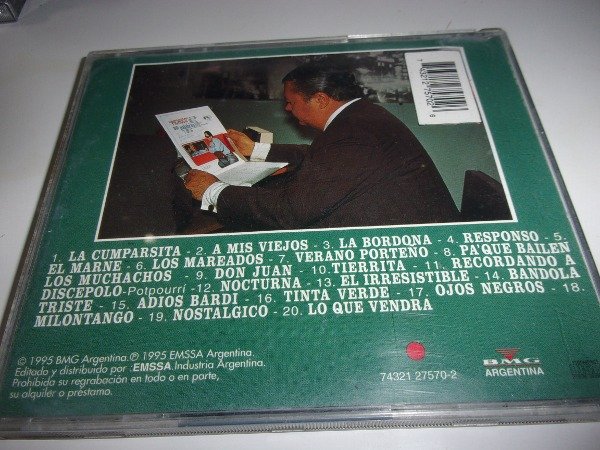 7 43212 75702 6
1. LA CUMPARSITA - 2. A MIS VIEJOS - 3. LA BORDONA - 4. RESPONSO - 5.
EL MARNE - 6. LOS MAREADOS - 7. VERANO PORTEÑO - 8. PA'QUE BAILEN
LOS MUCHACHOS - 9. DON JUAN - 10. TIERRITA - 11. RECORDANDO A
DISCEPOLO-Potpourrí - 12. NOCTURNA - 13. EL IRRESISTIBLE - 14. BANDOLA
TRISTE - 15. ADIOS BARDI - 16. TINTA VERDE - 17. OJOS NEGROS - 18.
MILONTANGO - 19. NOSTALGICO - 20. LO QUE VENDRA
© 1995 BMG Argentina. ℗ 1995 EMSSA Argentina.
Editado y distribuido por :EMSSA.Industria Argentina.
Prohibida su regrabación en todo o en parte,
su alquiler o préstamo.
74321 27570-2
BMG
ARGENTINA